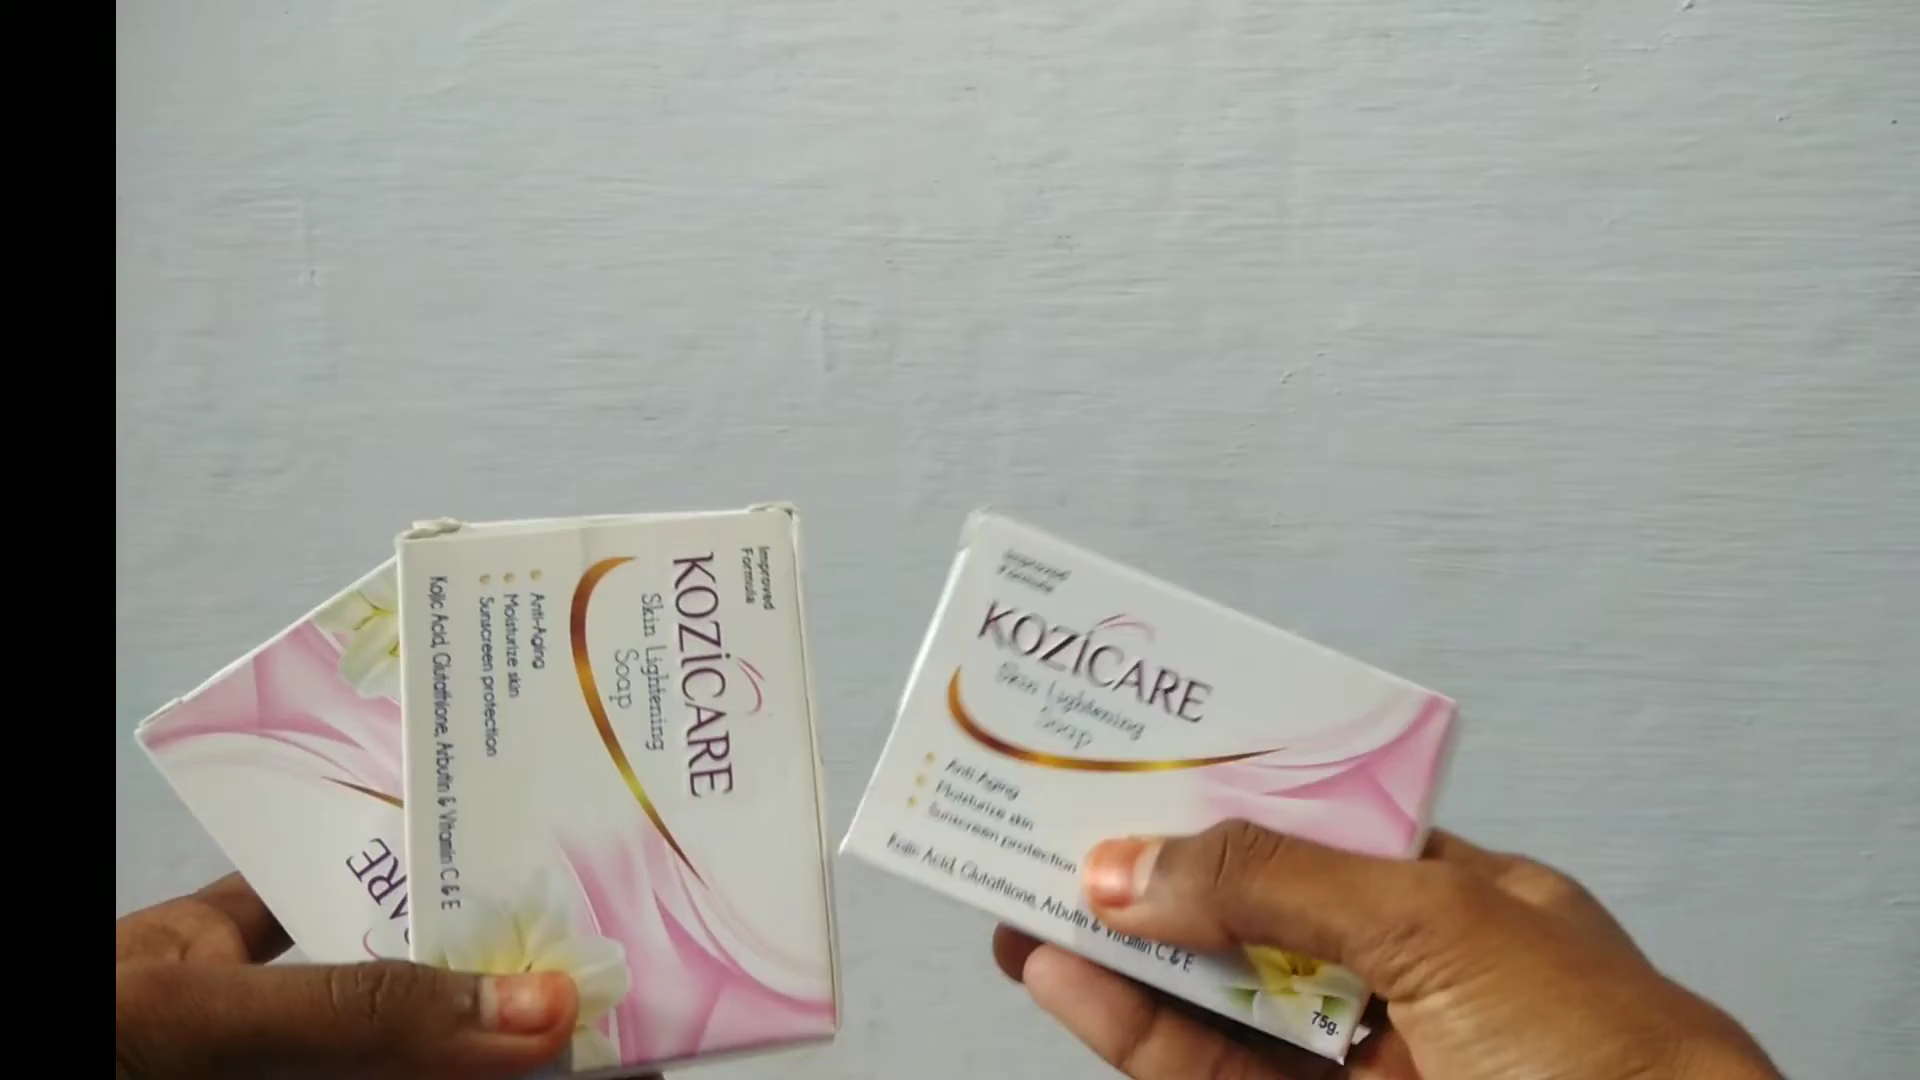 Improved
Formula
KOZiCARE
Skin Lightening
Soap
Anti-Aging
Moisturize skin
Sunscreen protection
Kojic Acid, Glutathione, Arbutin & Vitamin C & E
ARE
Improved
Formula
KOZiCARE
Skin Lightening
Soap
Anti Aging
Moisturize skin
Sunscreen protection
Kojic Acid, Glutathione, Arbutin & Vitamin C & E
75g.